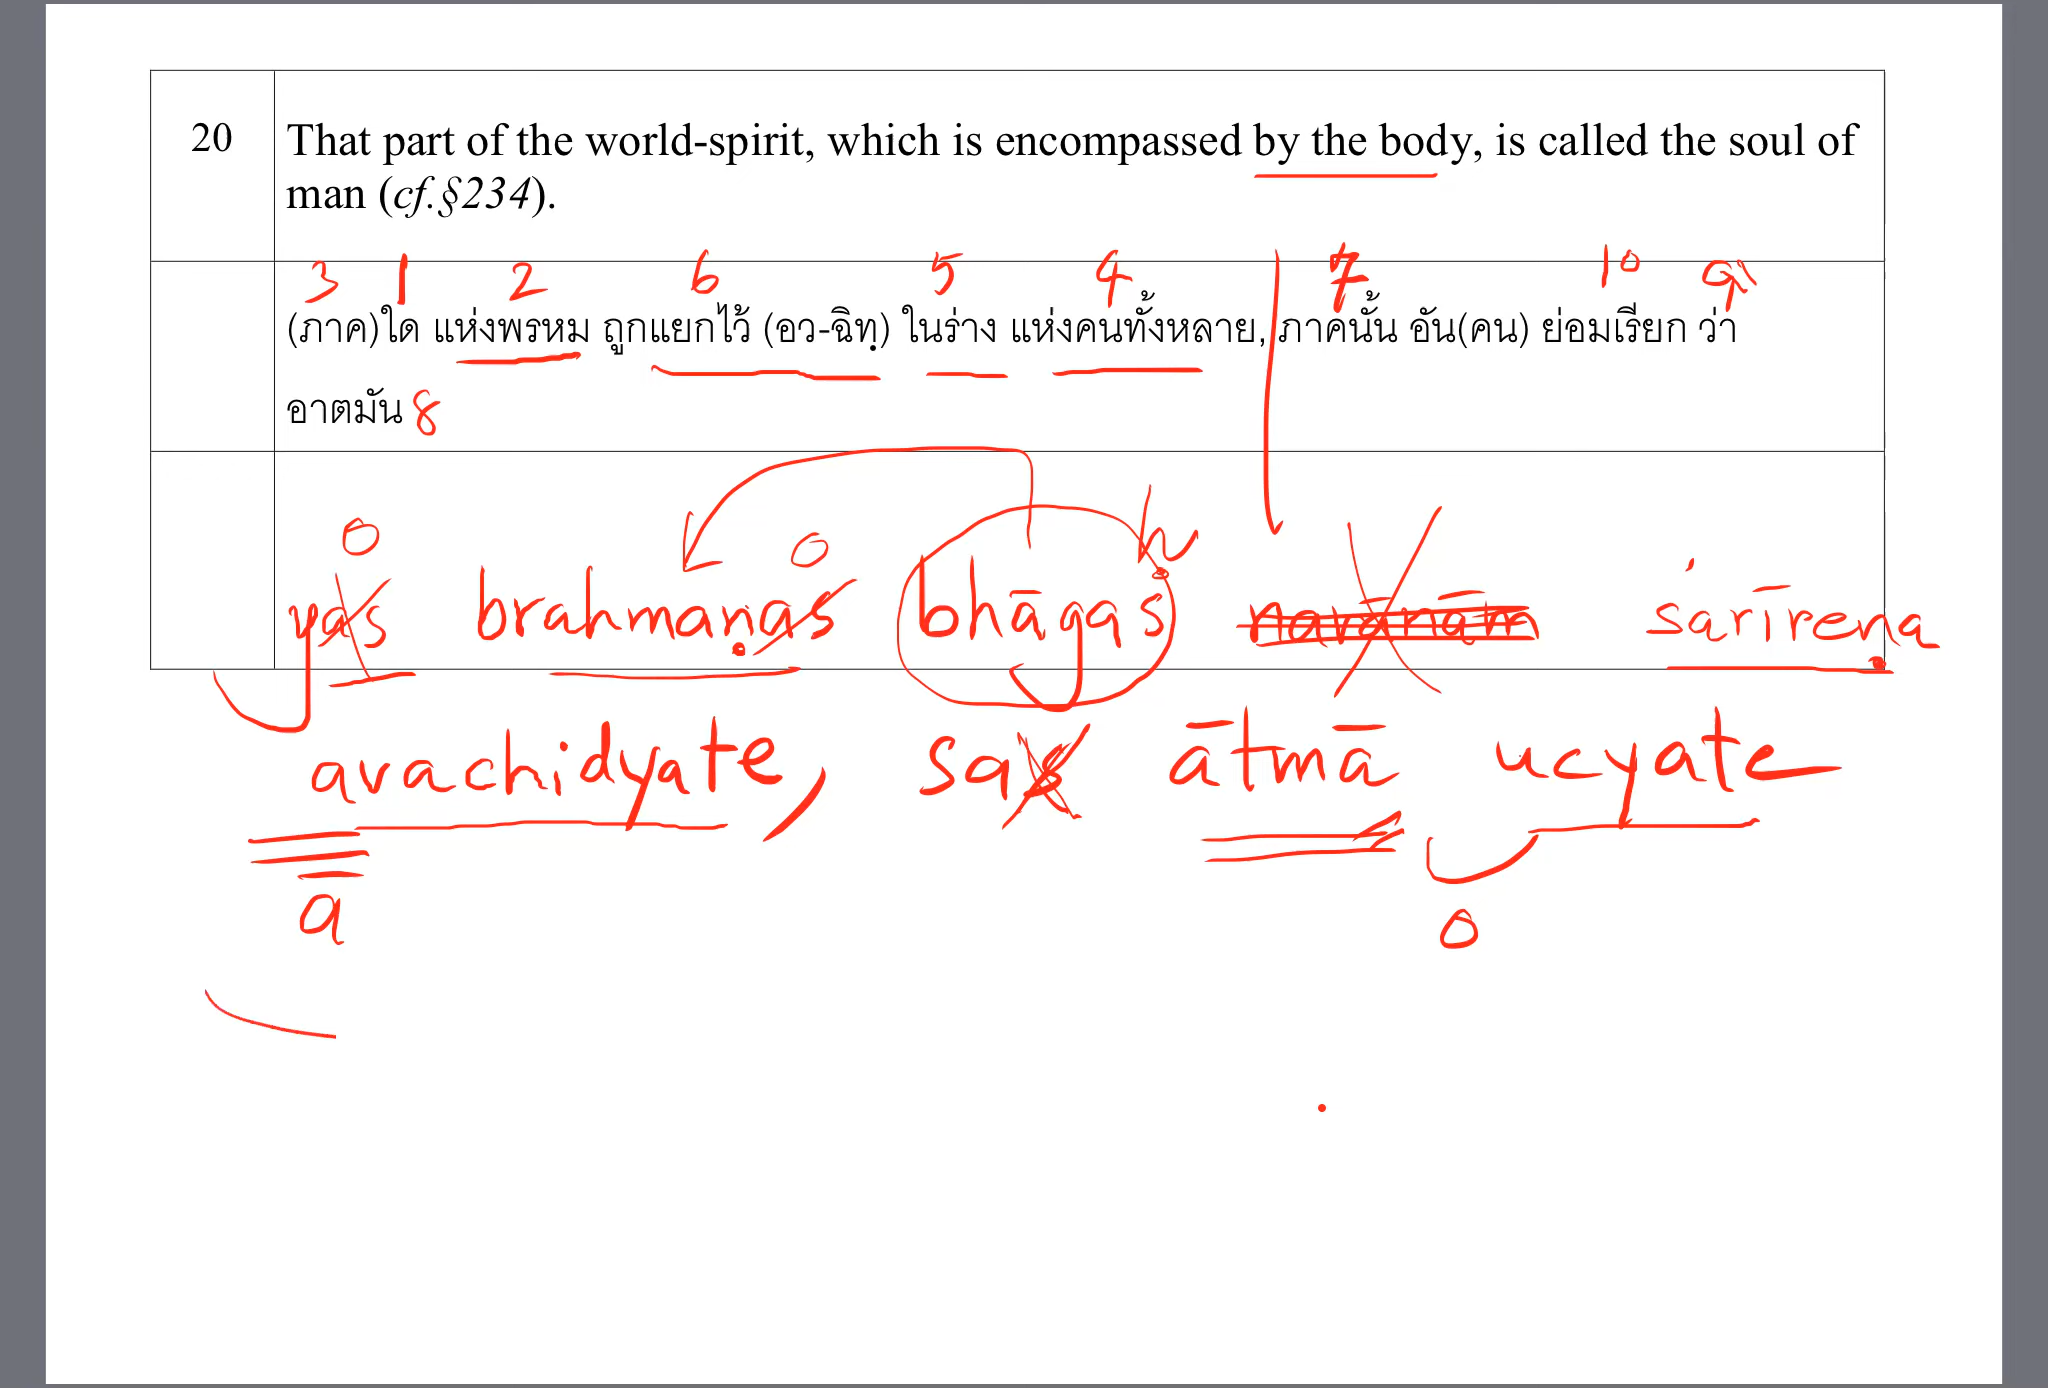 20 That part of the world-spirit, which is encompassed by the body, is called the soul of
man (cf.§234).
3 1 2 6 5 4 7 10 9
(ภาค)ใด แห่งพรหม ถูกแยกไว้ (อว-ฉิทฺ) ในร่าง แห่งคนทั้งหลาย, ภาคนั้น อัน(คน) ย่อมเรียก ว่า
อาตมัน 8
o o ḥ
yas brahmaṇas bhāgas narānām śarīreṇa
avachidyate, sas ātmā ucyate
a o